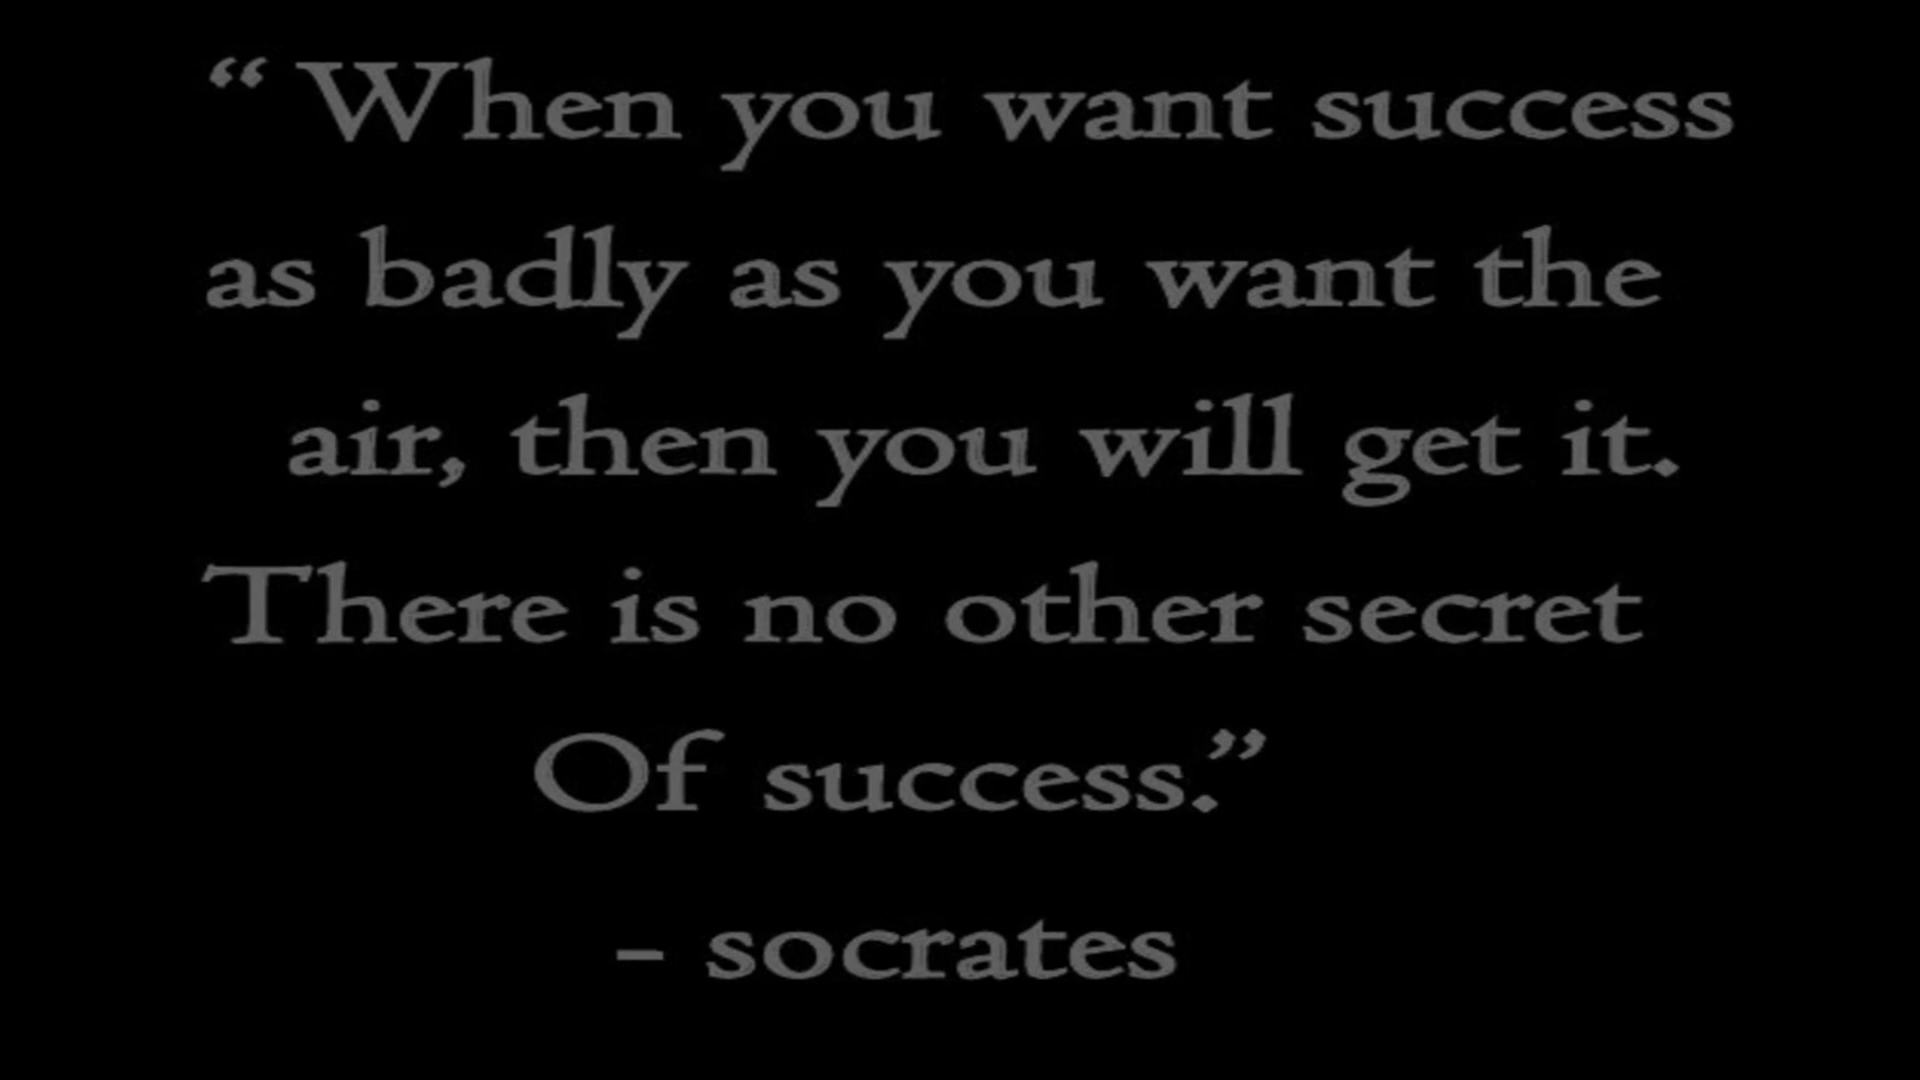 “ When you want success
as badly as you want the
air, then you will get it.
There is no other secret
Of success.”
- socrates